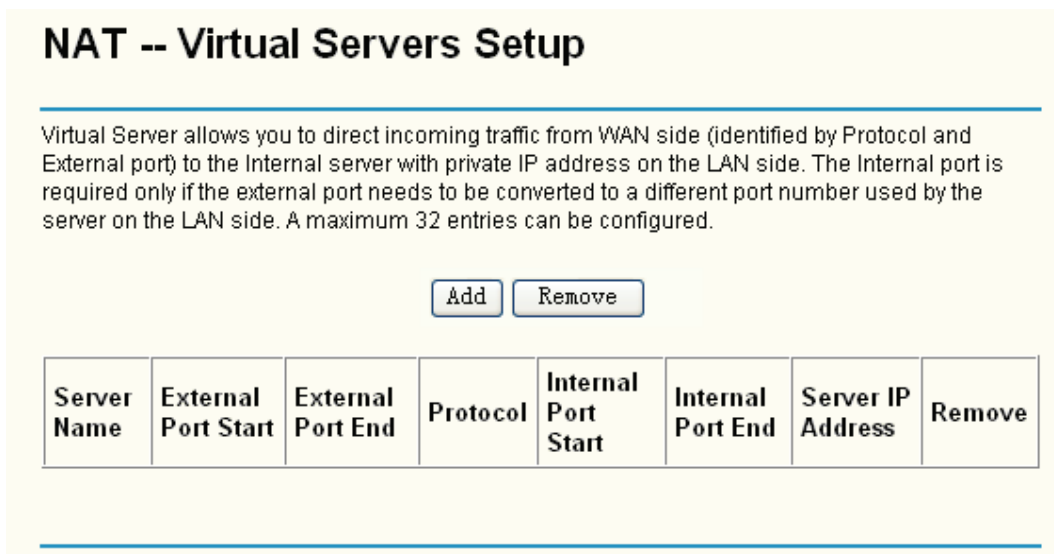 NAT -- Virtual Servers Setup
Virtual Server allows you to direct incoming traffic from WAN side (identified by Protocol and
External port) to the Internal server with private IP address on the LAN side. The Internal port is
required only if the external port needs to be converted to a different port number used by the
server on the LAN side. A maximum 32 entries can be configured.
Add Remove
Server Name External Port Start External Port End Protocol Internal Port Start Internal Port End Server IP Address Remove